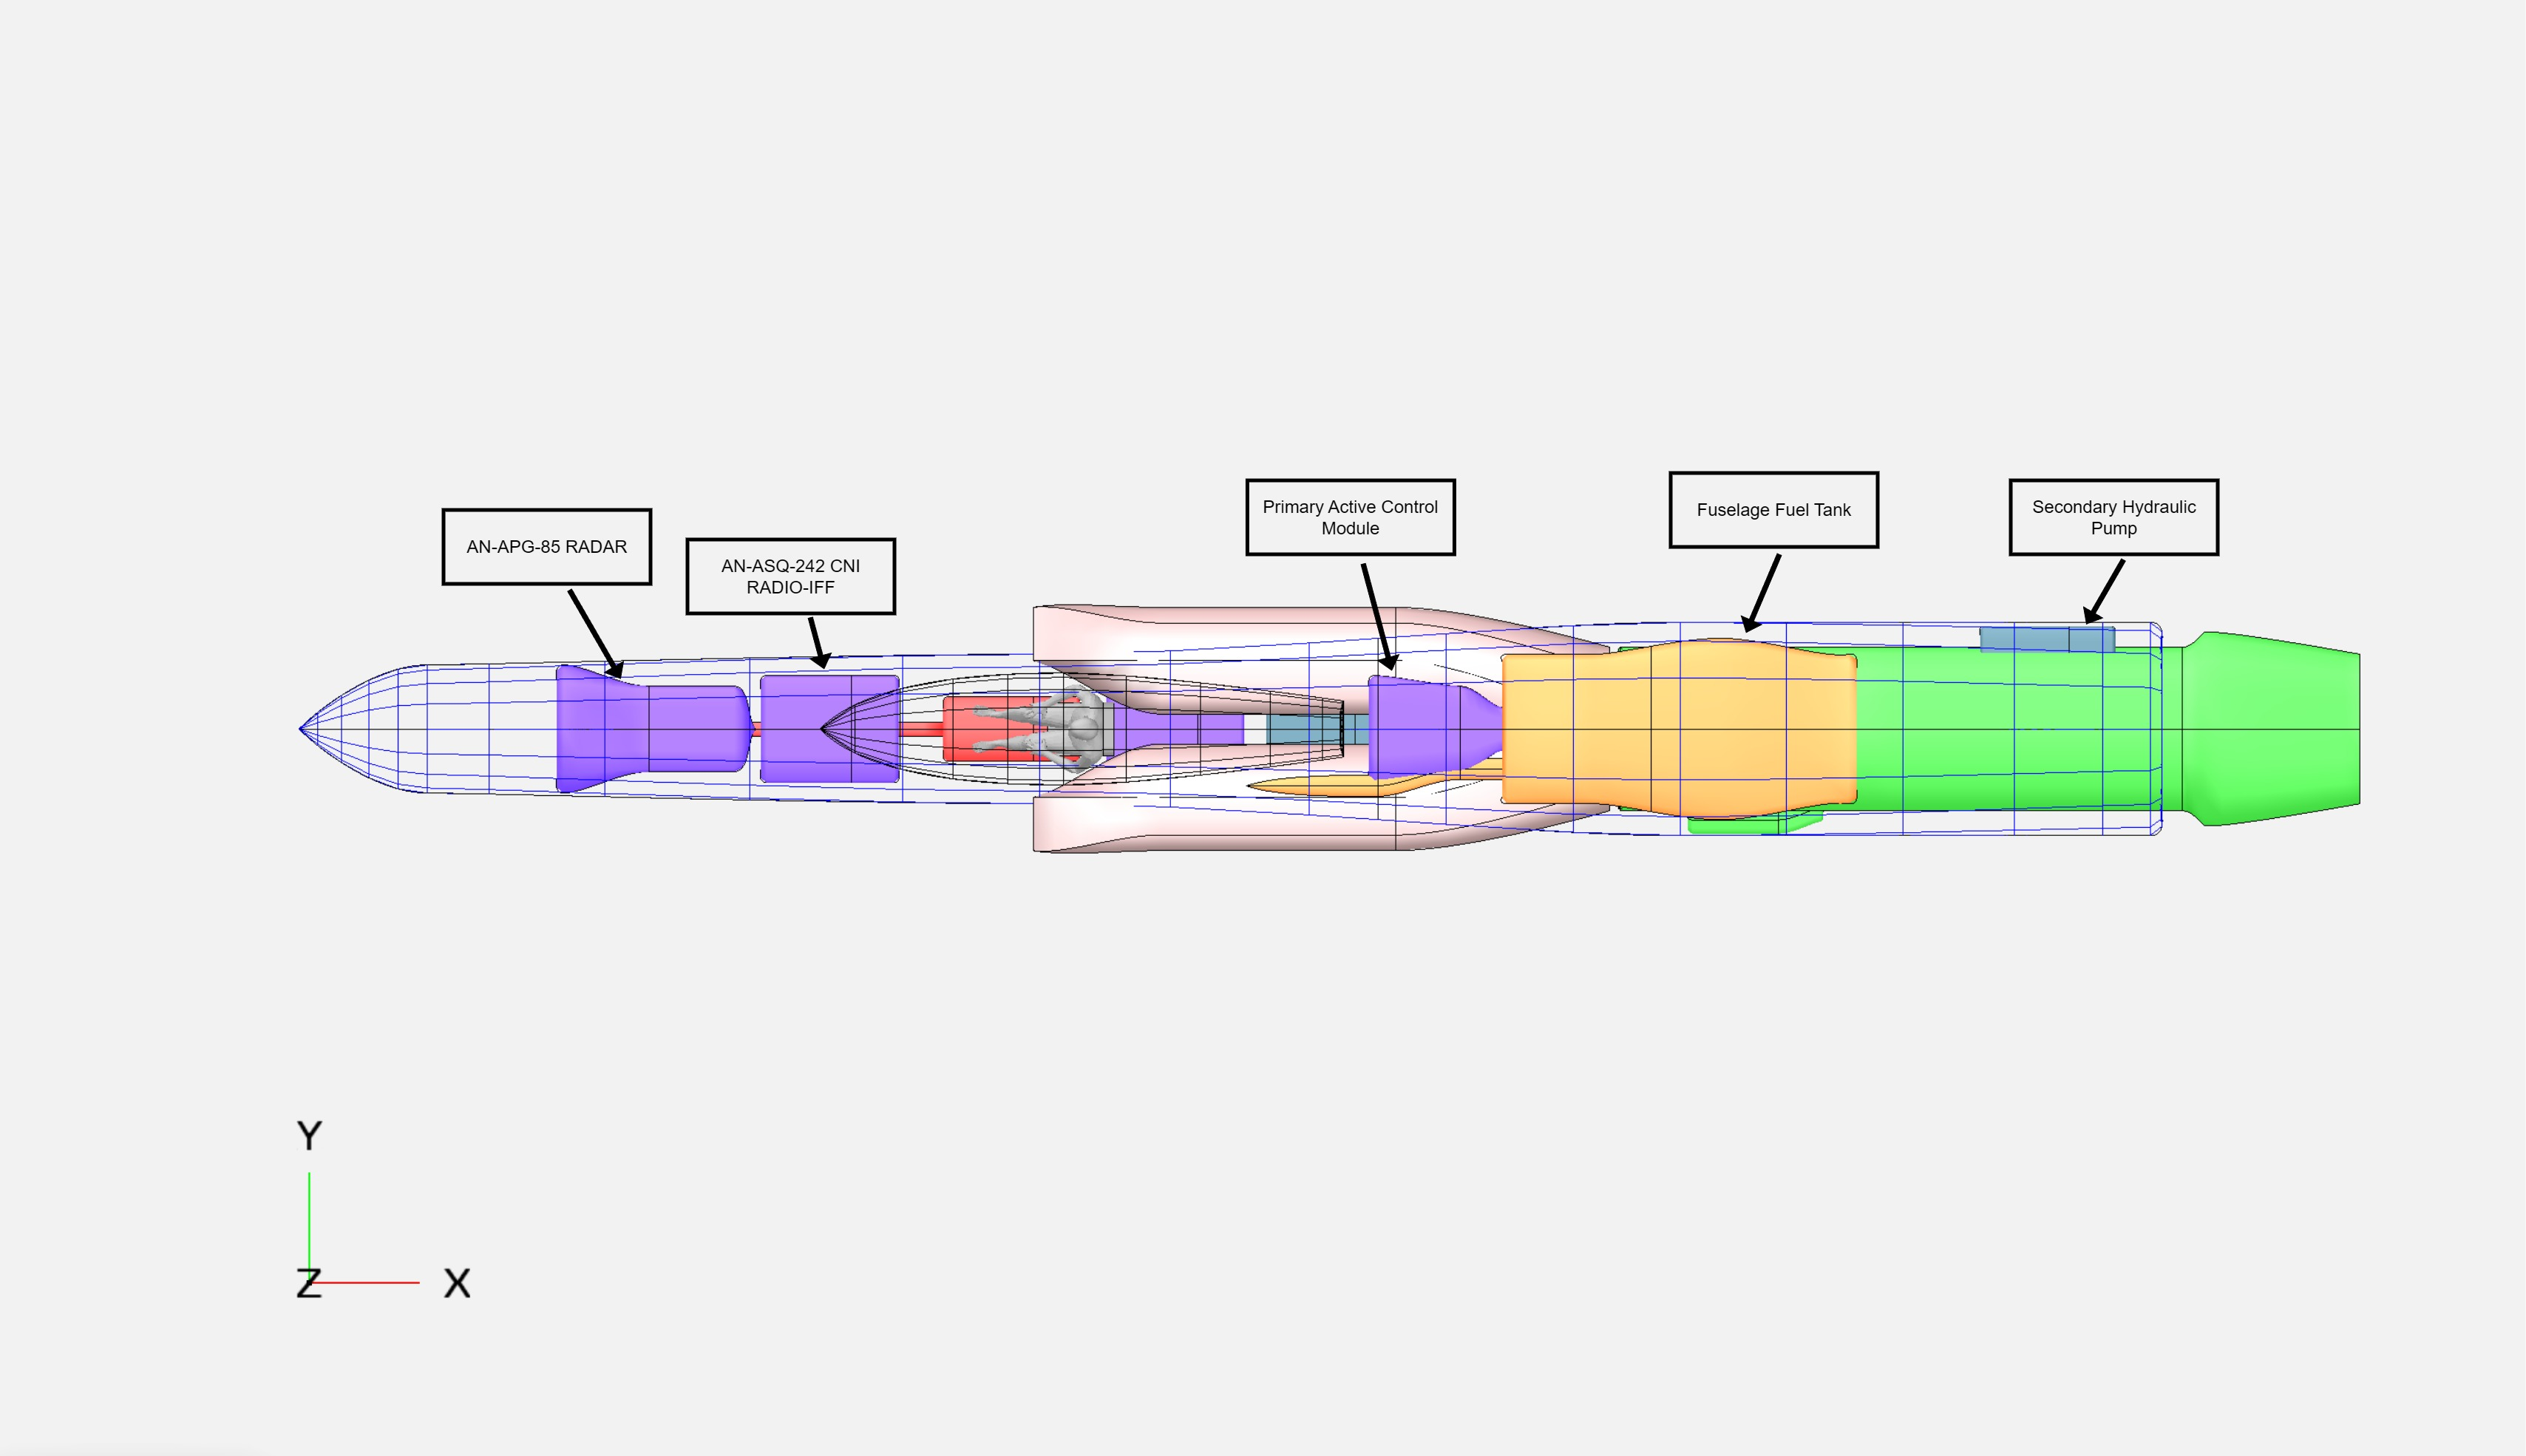 AN-APG-85 RADAR
AN-ASQ-242 CNI
RADIO-IFF
Primary Active Control
Module
Fuselage Fuel Tank
Secondary Hydraulic
Pump
Y
Z
X